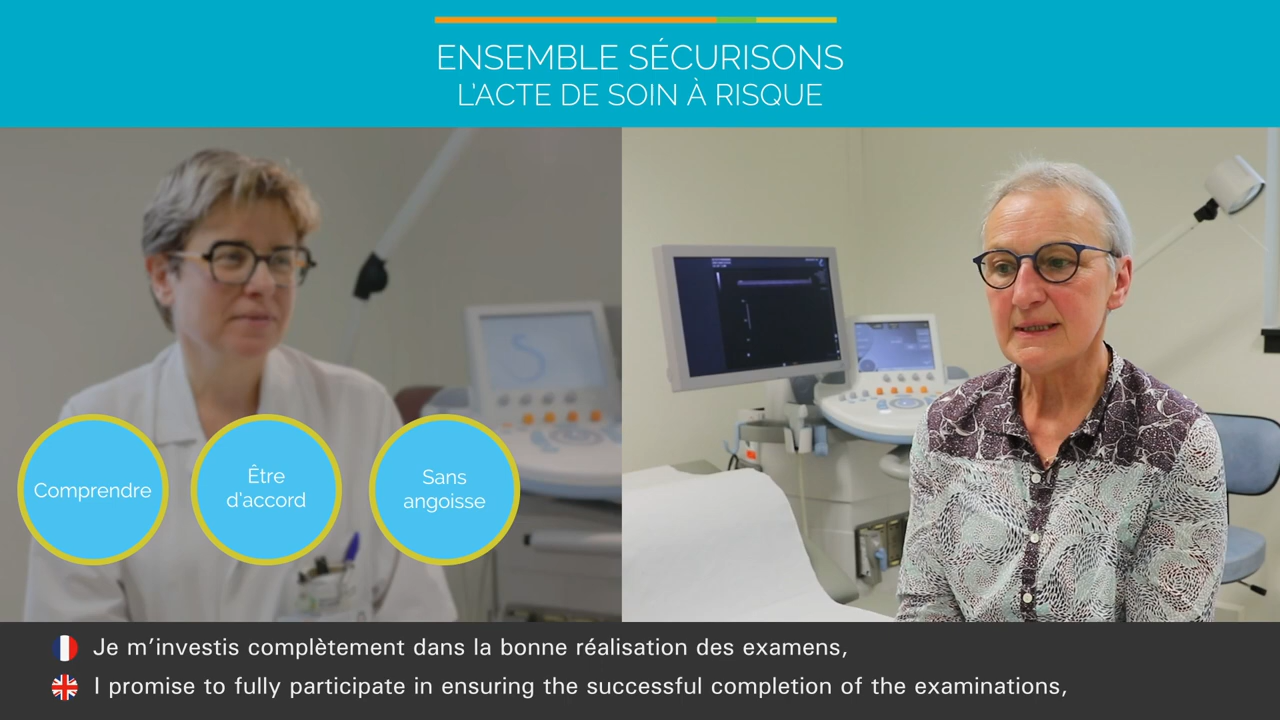 ENSEMBLE SÉCURISONS
L'ACTE DE SOIN À RISQUE
Comprendre
Être
d'accord
Sans
angoisse
Je m'investis complètement dans la bonne réalisation des examens,
I promise to fully participate in ensuring the successful completion of the examinations,